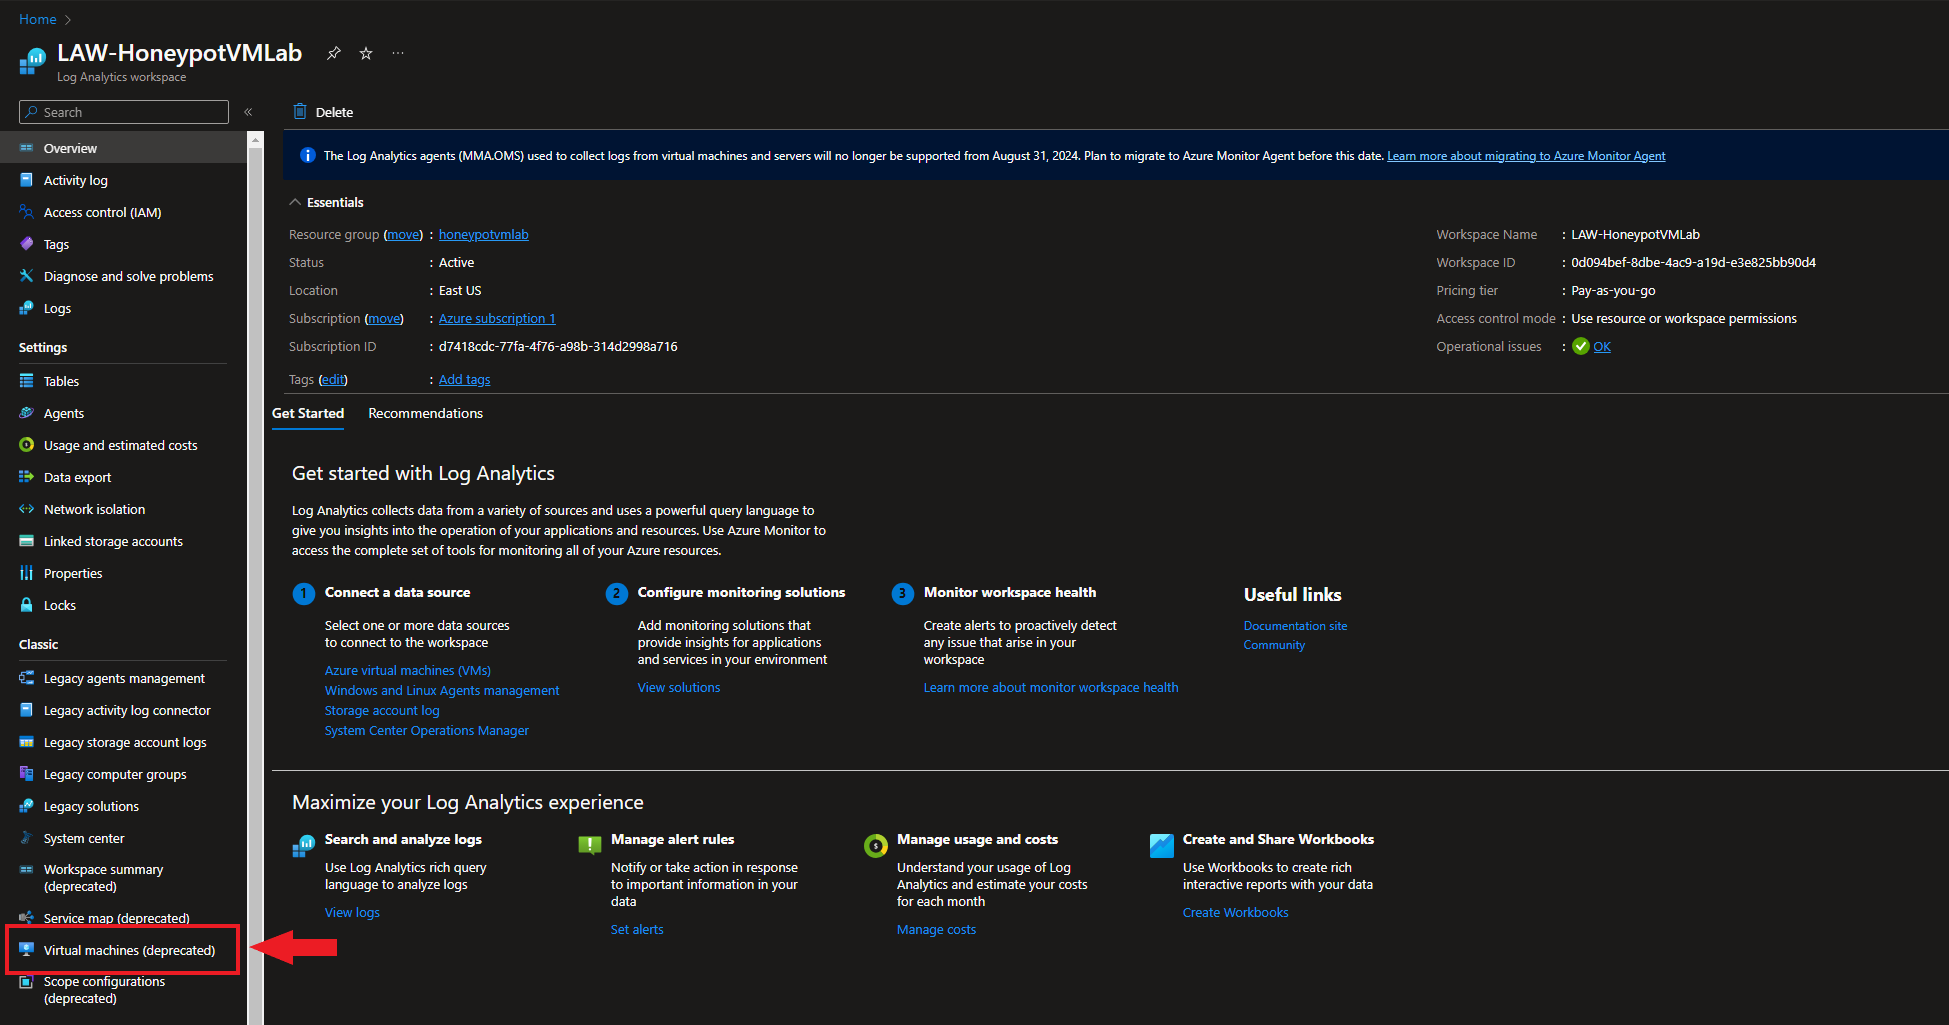 Home
LAW-HoneypotVMLab
Log Analytics workspace
Search
Overview
Activity log
Access control (IAM)
Tags
Diagnose and solve problems
Logs
Settings
Tables
Agents
Usage and estimated costs
Data export
Network isolation
Linked storage accounts
Properties
Locks
Classic
Legacy agents management
Legacy activity log connector
Legacy storage account logs
Legacy computer groups
Legacy solutions
System center
Workspace summary
(deprecated)
Service map (deprecated)
Virtual machines (deprecated)
Scope configurations
(deprecated)
Delete
The Log Analytics agents (MMA.OMS) used to collect logs from virtual machines and servers will no longer be supported from August 31, 2024. Plan to migrate to Azure Monitor Agent before this date. Learn more about migrating to Azure Monitor Agent
Essentials
Resource group (move) : honeypotvmlab
Status : Active
Location : East US
Subscription (move) : Azure subscription 1
Subscription ID : d7418cdc-77fa-4f76-a98b-314d2998a716
Tags (edit) : Add tags
Workspace Name : LAW-HoneypotVMLab
Workspace ID : 0d094bef-8dbe-4ac9-a19d-e3e825bb90d4
Pricing tier : Pay-as-you-go
Access control mode : Use resource or workspace permissions
Operational issues : OK
Get Started Recommendations
Get started with Log Analytics
Log Analytics collects data from a variety of sources and uses a powerful query language to
give you insights into the operation of your applications and resources. Use Azure Monitor to
access the complete set of tools for monitoring all of your Azure resources.
1 Connect a data source
Select one or more data sources
to connect to the workspace
Azure virtual machines (VMs)
Windows and Linux Agents management
Storage account log
System Center Operations Manager
2 Configure monitoring solutions
Add monitoring solutions that
provide insights for applications
and services in your environment
View solutions
3 Monitor workspace health
Create alerts to proactively detect
any issue that arise in your
workspace
Learn more about monitor workspace health
Useful links
Documentation site
Community
Maximize your Log Analytics experience
Search and analyze logs
Use Log Analytics rich query
language to analyze logs
View logs
Manage alert rules
Notify or take action in response
to important information in your
data
Set alerts
Manage usage and costs
Understand your usage of Log
Analytics and estimate your costs
for each month
Manage costs
Create and Share Workbooks
Use Workbooks to create rich
interactive reports with your data
Create Workbooks